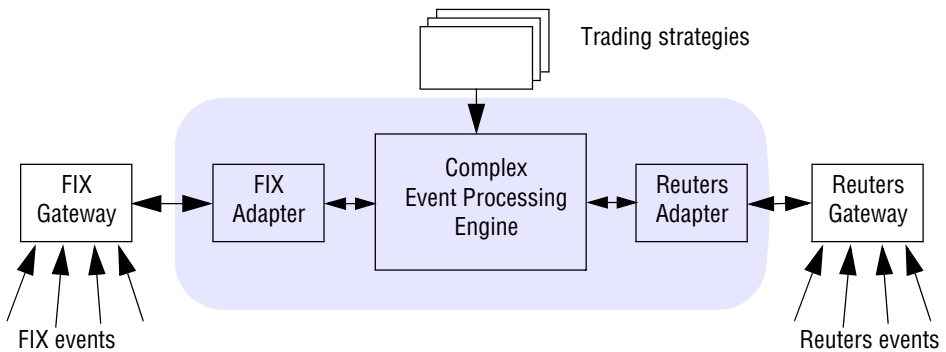 Trading strategies
FIX
Gateway
FIX
Adapter
Complex
Event Processing
Engine
Reuters
Adapter
Reuters
Gateway
FIX events
Reuters events